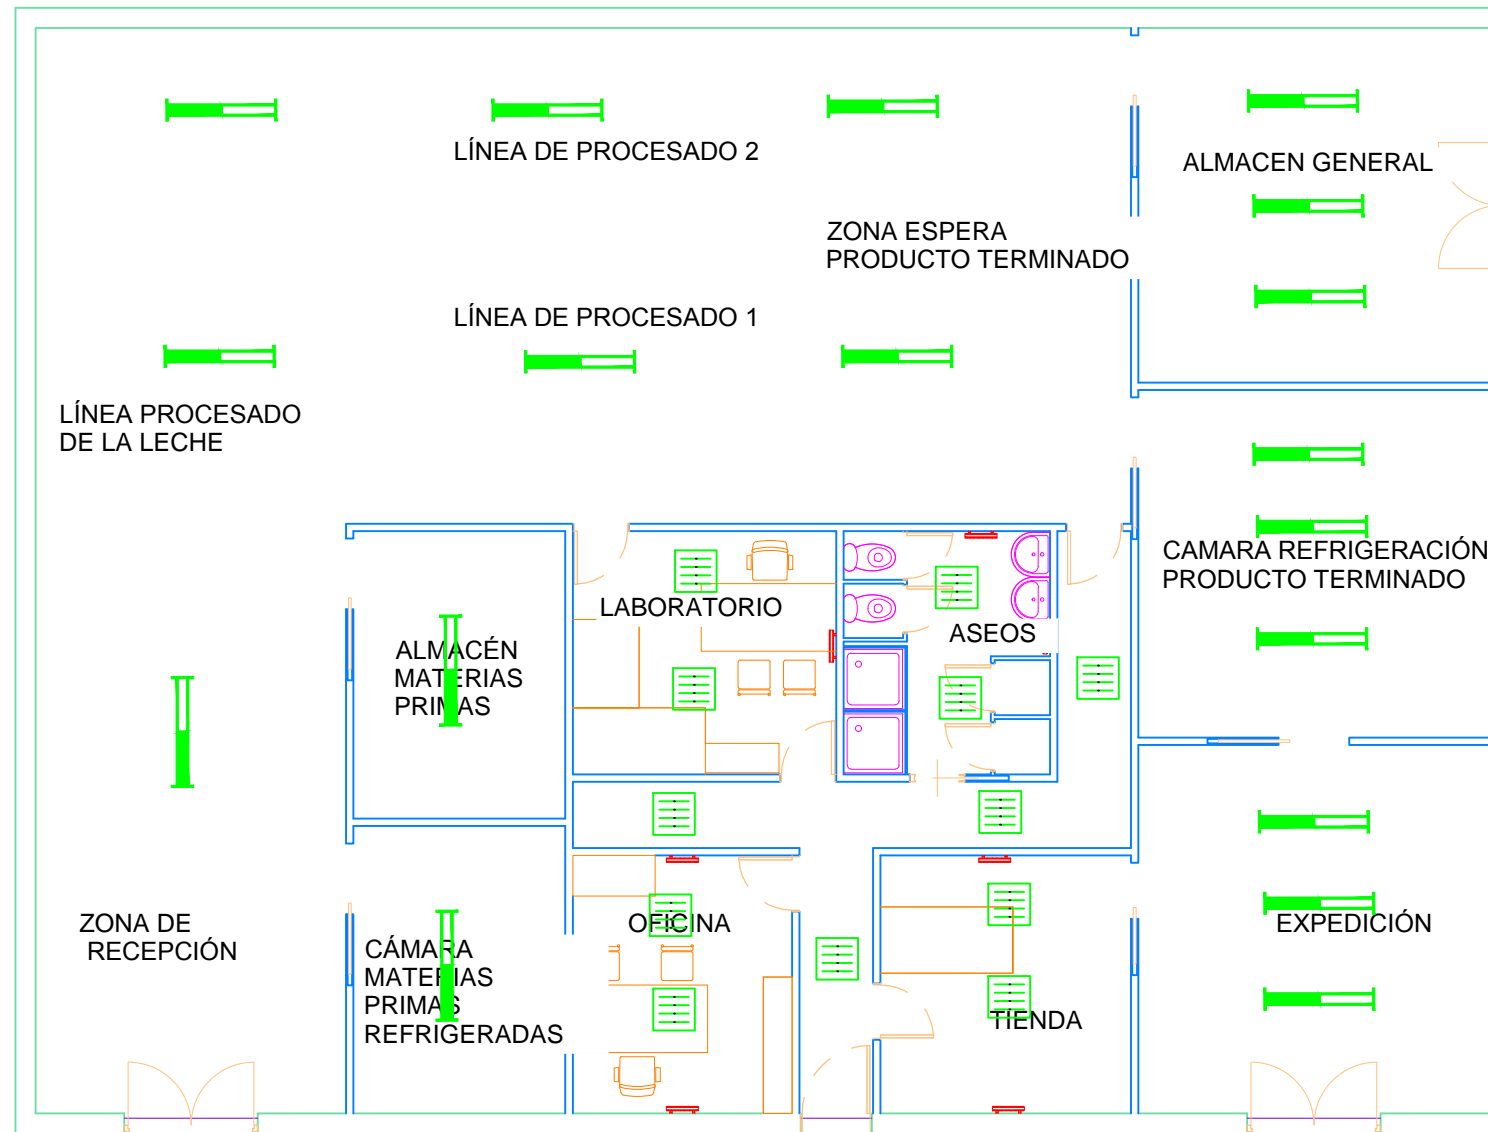 LÍNEA DE PROCESADO 2
ALMACEN GENERAL
ZONA ESPERA
PRODUCTO TERMINADO
LÍNEA DE PROCESADO 1
LÍNEA PROCESADO
DE LA LECHE
CAMARA REFRIGERACIÓN
PRODUCTO TERMINADO
LABORATORIO
ASEOS
ALMACÉN
MATERIAS
PRIMAS
ZONA DE
RECEPCIÓN
CÁMARA
MATERIAS
PRIMAS
REFRIGERADAS
OFICINA
TIENDA
EXPEDICIÓN